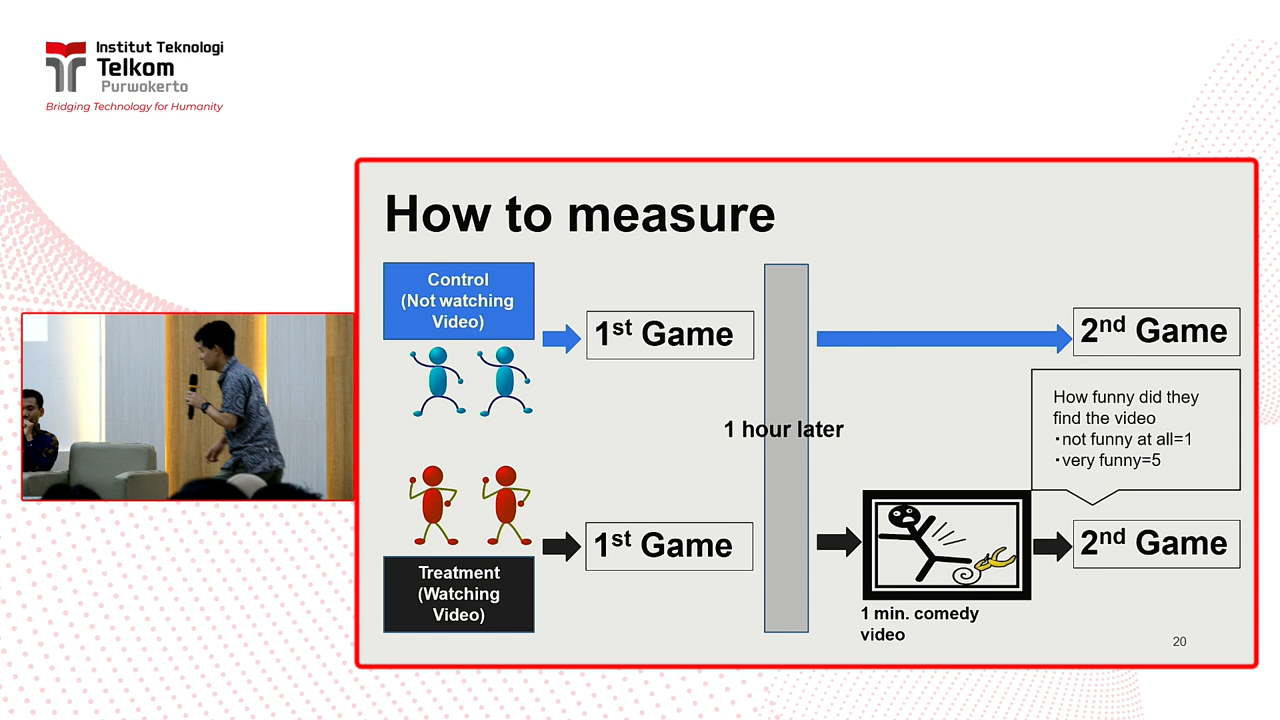 Institut Teknologi
Telkom
Purwokerto
Bridging Technology for Humanity
How to measure
Control
(Not watching
Video)
1st Game
2nd Game
How funny did they
find the video
・not funny at all=1
・very funny=5
1 hour later
1st Game
2nd Game
Treatment
(Watching
Video)
1 min. comedy
video
20